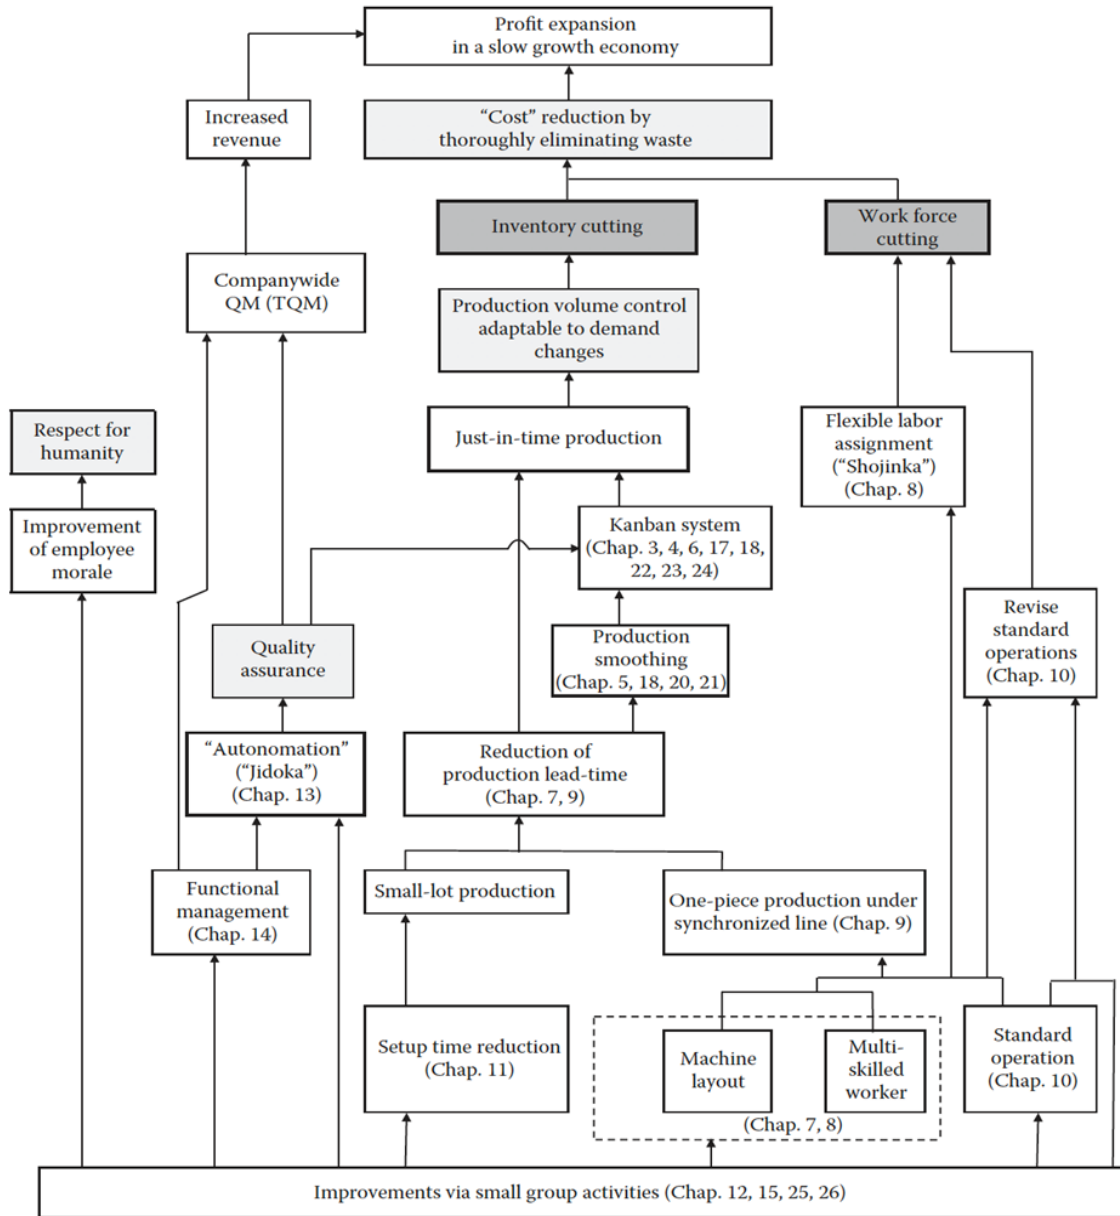 Profit expansion
in a slow growth economy
Increased
revenue
“Cost” reduction by
thoroughly eliminating waste
Inventory cutting
Work force
cutting
Companywide
QM (TQM)
Production volume control
adaptable to demand
changes
Respect for
humanity
Just-in-time production
Flexible labor
assignment
(“Shojinka”)
(Chap. 8)
Improvement
of employee
morale
Kanban system
(Chap. 3, 4, 6, 17, 18,
22, 23, 24)
Revise
standard
operations
(Chap. 10)
Quality
assurance
Production
smoothing
(Chap. 5, 18, 20, 21)
“Autonomation”
(“Jidoka”)
(Chap. 13)
Reduction of
production lead-time
(Chap. 7, 9)
Functional
management
(Chap. 14)
Small-lot production
One-piece production under
synchronized line (Chap. 9)
Setup time reduction
(Chap. 11)
Machine
layout
Multi-
skilled
worker
(Chap. 7, 8)
Standard
operation
(Chap. 10)
Improvements via small group activities (Chap. 12, 15, 25, 26)